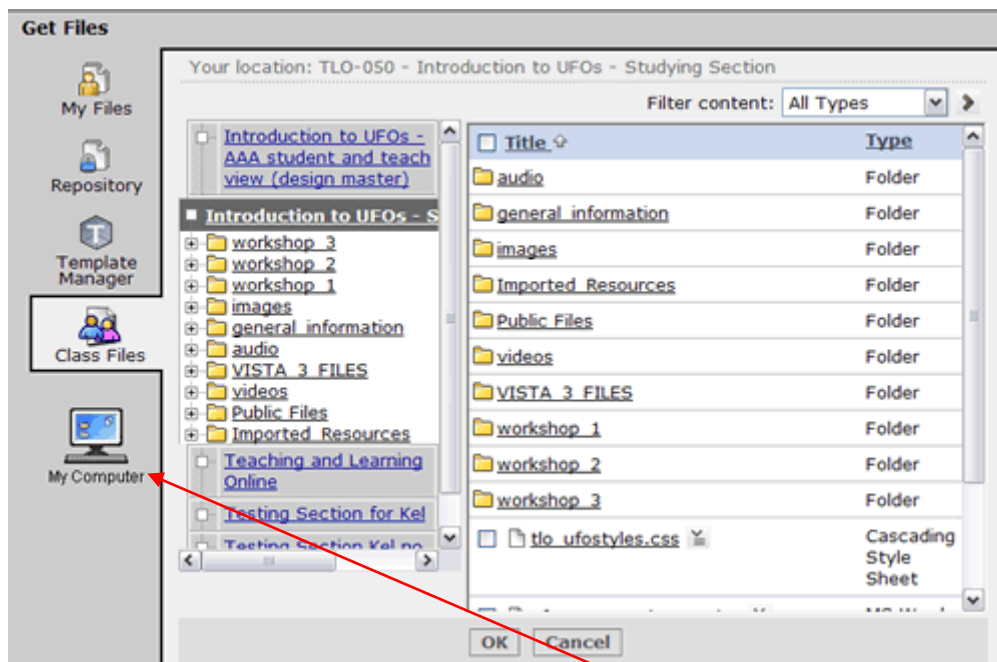 Get Files
My Files
Repository
Template
Manager
Class Files
My Computer
Your location: TLO-050 - Introduction to UFOs - Studying Section
Filter content: All Types
Introduction to UFOs -
AAA student and teach
view (design master)
Introduction to UFOs - S
workshop_3
workshop_2
workshop_1
images
general_information
audio
VISTA_3_FILES
videos
Public Files
Imported_Resources
Teaching and Learning
Online
Testing Section for Kel
Testing Section Kel no
Title Type
audio Folder
general_information Folder
images Folder
Imported_Resources Folder
Public Files Folder
videos Folder
VISTA_3_FILES Folder
workshop_1 Folder
workshop_2 Folder
workshop_3 Folder
tlo_ufostyles.css Cascading
Style
Sheet
OK Cancel